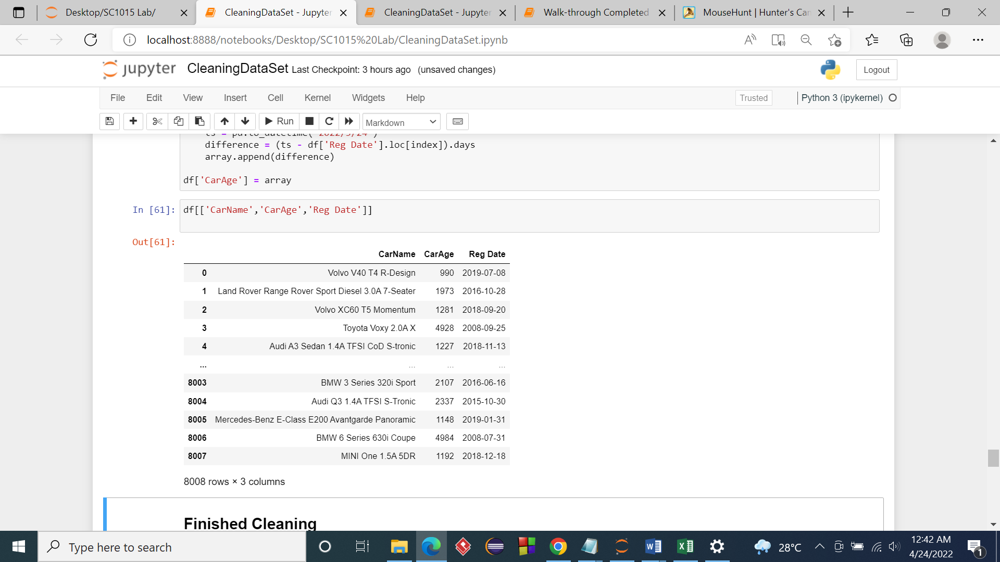 Desktop/SC1015 Lab/
CleaningDataSet - Jupyter
CleaningDataSet - Jupyter
Walk-through Completed
MouseHunt | Hunter's Cam
localhost:8888/notebooks/Desktop/SC1015%20Lab/CleaningDataSet.ipynb
jupyter CleaningDataSet Last Checkpoint: 3 hours ago (unsaved changes)
Logout
File Edit View Insert Cell Kernel Widgets Help
Trusted
Python 3 (ipykernel)
Run
Markdown
ts = pd.to_datetime("2022/3/24")
difference = (ts - df['Reg Date'].loc[index]).days
array.append(difference)
df['CarAge'] = array
In [61]: df[['CarName','CarAge','Reg Date']]
Out[61]:
CarName CarAge Reg Date
0 Volvo V40 T4 R-Design 990 2019-07-08
1 Land Rover Range Rover Sport Diesel 3.0A 7-Seater 1973 2016-10-28
2 Volvo XC60 T5 Momentum 1281 2018-09-20
3 Toyota Voxy 2.0A X 4928 2008-09-25
4 Audi A3 Sedan 1.4A TFSI CoD S-tronic 1227 2018-11-13
... ... ... ...
8003 BMW 3 Series 320i Sport 2107 2016-06-16
8004 Audi Q3 1.4A TFSI S-Tronic 2337 2015-10-30
8005 Mercedes-Benz E-Class E200 Avantgarde Panoramic 1148 2019-01-31
8006 BMW 6 Series 630i Coupe 4984 2008-07-31
8007 MINI One 1.5A 5DR 1192 2018-12-18
8008 rows × 3 columns
Finished Cleaning
Type here to search
28°C
12:42 AM
4/24/2022
1